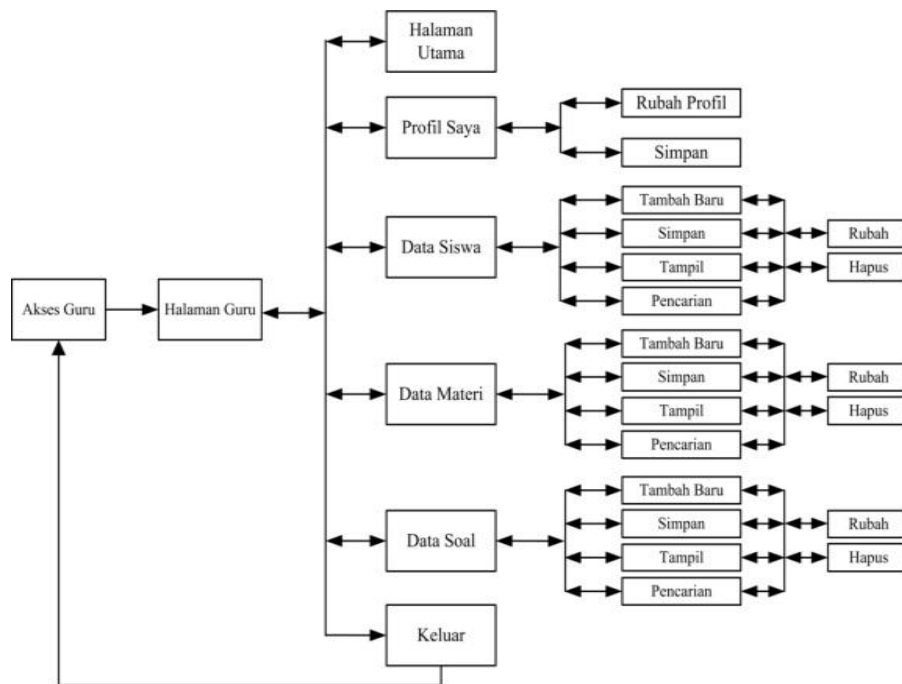 Halaman
Utama
Profil Saya
Rubah Profil
Simpan
Data Siswa
Tambah Baru
Simpan
Tampil
Pencarian
Rubah
Hapus
Akses Guru
Halaman Guru
Data Materi
Tambah Baru
Simpan
Tampil
Pencarian
Rubah
Hapus
Data Soal
Tambah Baru
Simpan
Tampil
Pencarian
Rubah
Hapus
Keluar